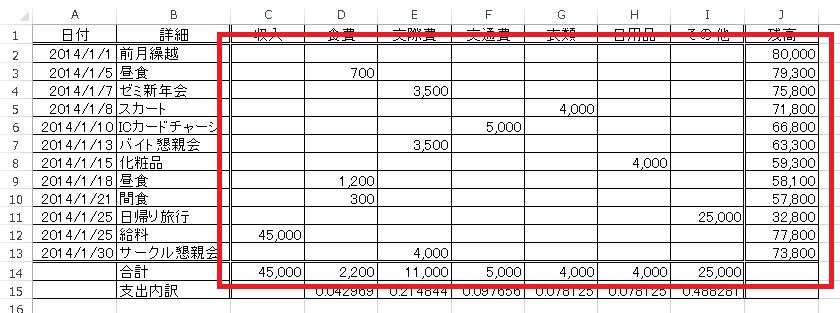 A B C D E F G H I J
1 日付 詳細 収入 食費 交際費 交通費 衣類 日用品 その他 残高
2 2014/1/1 前月繰越 80,000
3 2014/1/5 昼食 700 79,300
4 2014/1/7 ゼミ新年会 3,500 75,800
5 2014/1/8 スカート 4,000 71,800
6 2014/1/10 ICカードチャージ 5,000 66,800
7 2014/1/13 バイト懇親会 3,500 63,300
8 2014/1/15 化粧品 4,000 59,300
9 2014/1/18 昼食 1,200 58,100
10 2014/1/21 間食 300 57,800
11 2014/1/25 日帰り旅行 25,000 32,800
12 2014/1/25 給料 45,000 77,800
13 2014/1/30 サークル懇親会 4,000 73,800
14 合計 45,000 2,200 11,000 5,000 4,000 4,000 25,000
15 支出内訳 0.042969 0.214844 0.097656 0.078125 0.078125 0.488281
16